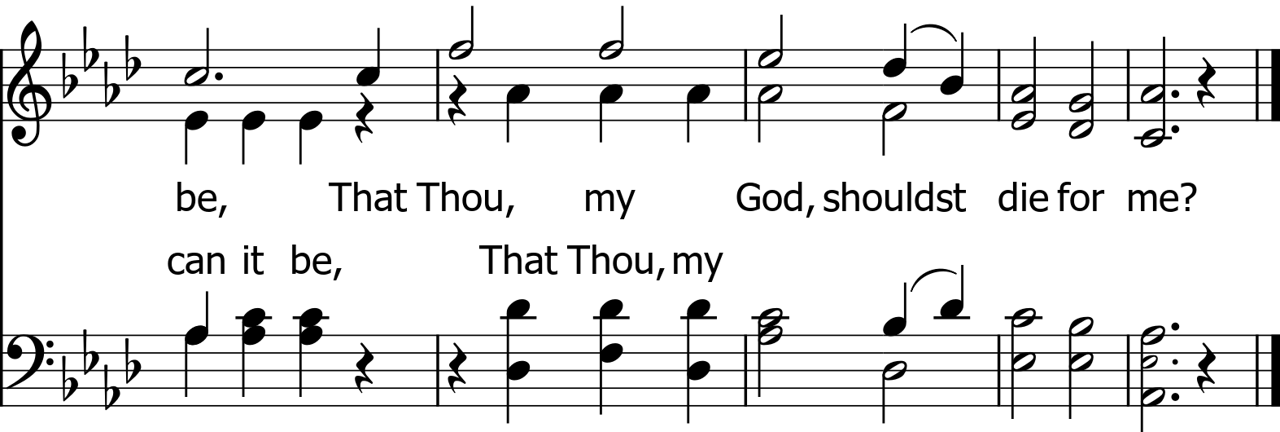 be, That Thou, my God, shouldst die for me?
can it be, That Thou, my